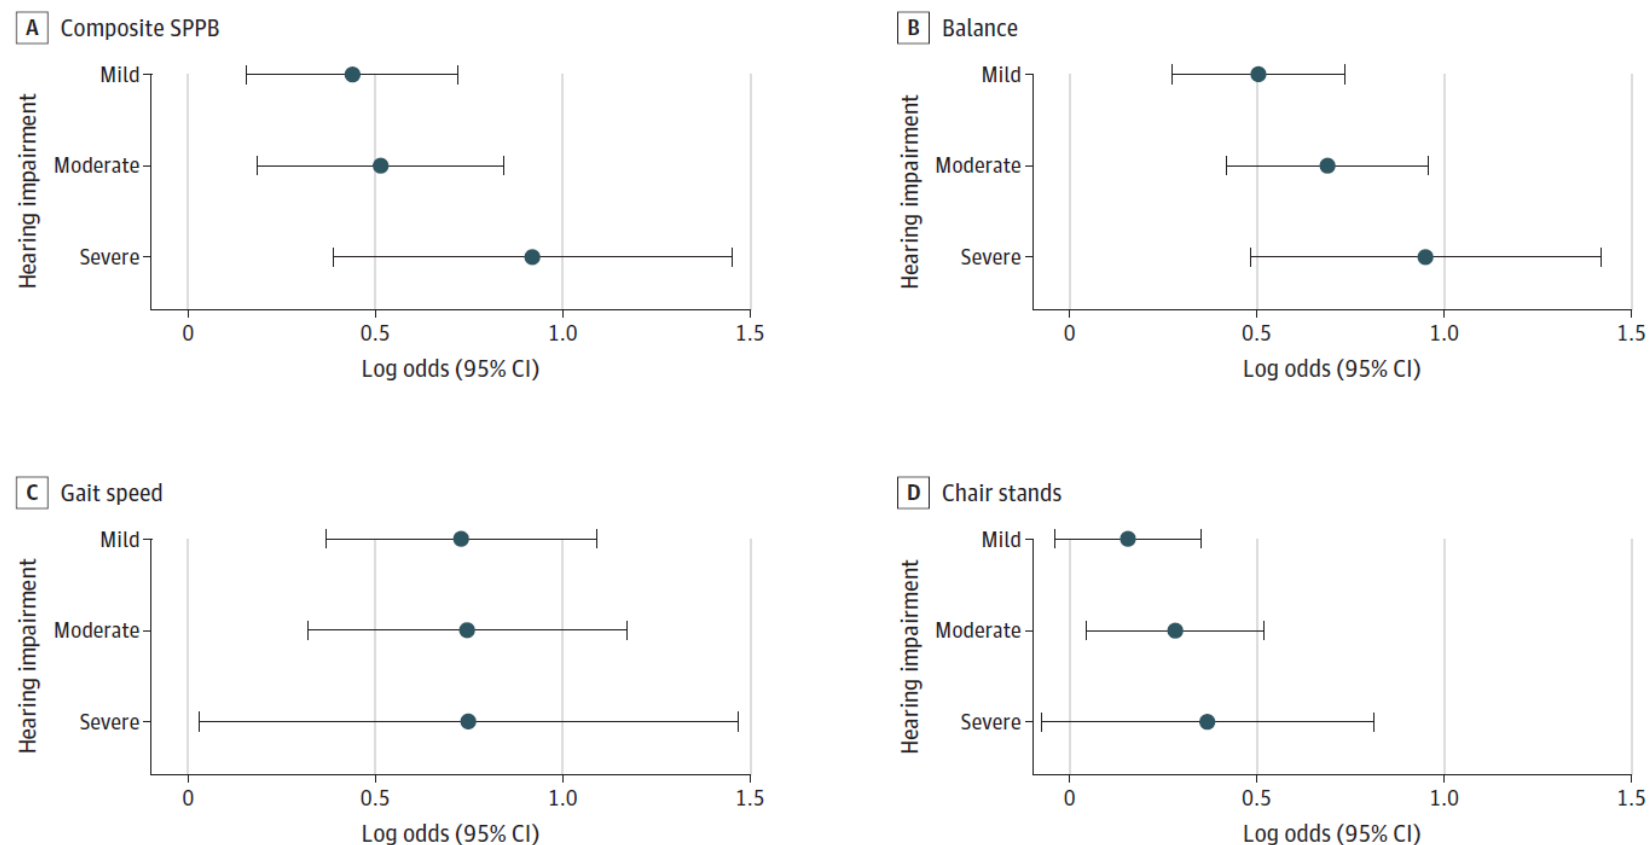 A Composite SPPB
Hearing impairment
Mild
Moderate
Severe
0 0.5 1.0 1.5
Log odds (95% CI)
B Balance
Hearing impairment
Mild
Moderate
Severe
0 0.5 1.0 1.5
Log odds (95% CI)
C Gait speed
Hearing impairment
Mild
Moderate
Severe
0 0.5 1.0 1.5
Log odds (95% CI)
D Chair stands
Hearing impairment
Mild
Moderate
Severe
0 0.5 1.0 1.5
Log odds (95% CI)